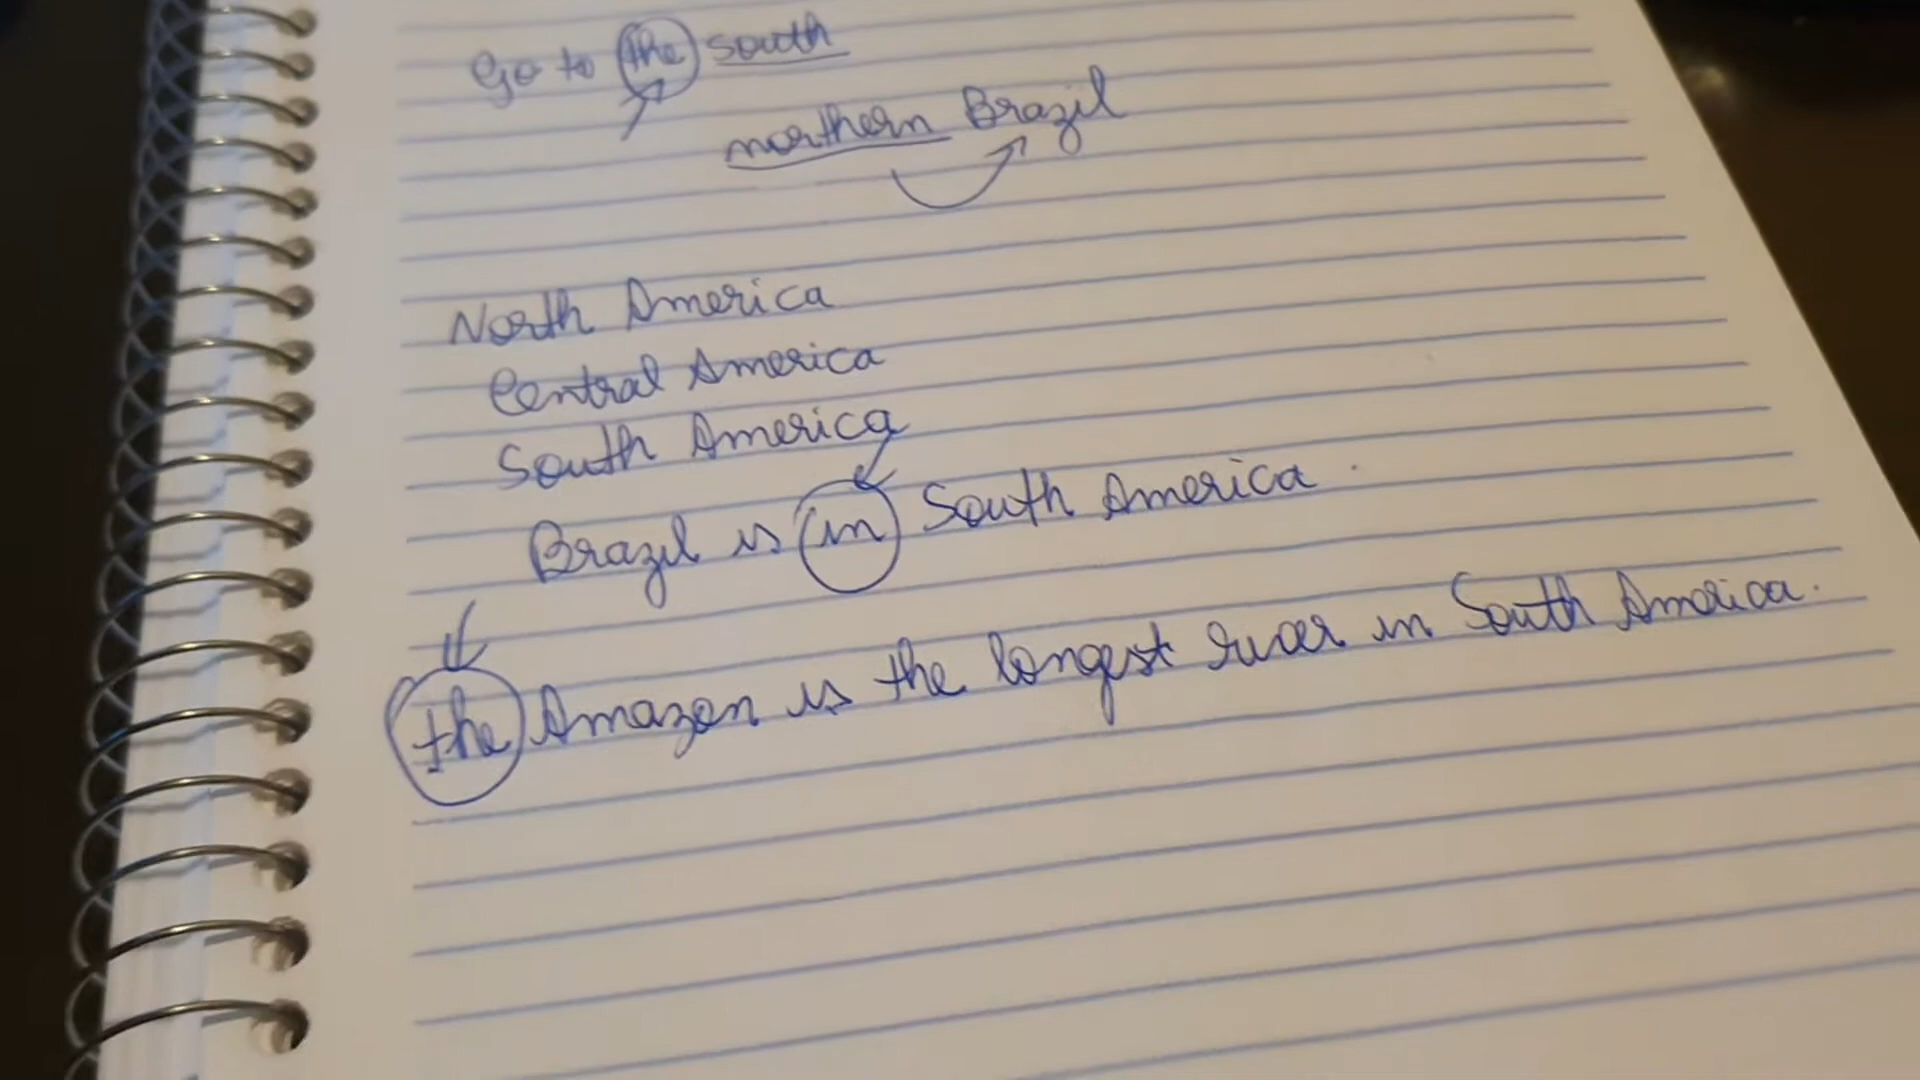 Go to the south
northern Brazil
North America
Central America
South America
Brazil is in South America.
the Amazon is the longest river in South America.